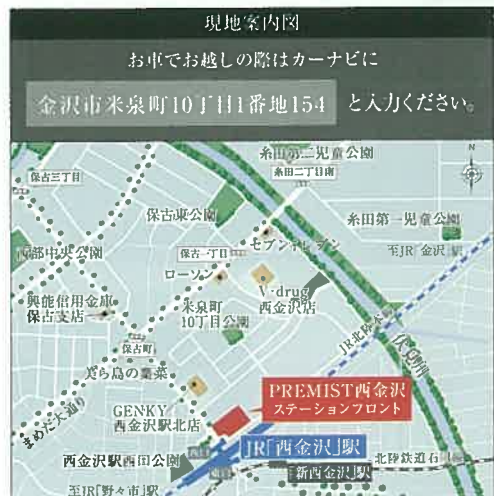 現地案内図
お車でお越しの際はカーナビに
金沢市米泉町10丁目1番地154 と入力ください。
糸田第二児童公園
糸田二丁目南
保古三丁目
保古東公園
糸田第一児童公園
N
西部中央公園
保古一丁目
セブンイレブン
至JR「金沢」駅
ローソン
V・drug
西金沢店
興能信用金庫
保古支店
米泉町
10丁目公園
JR北陸本線
伏見川
保古町
ぶら島の葉菜
まめだ大通り
GENKY
西金沢駅北店
PREMIST西金沢
ステーションフロント
JR「西金沢」駅
西金沢駅西口公園
西口
北陸鉄道石川
「新西金沢」駅
至JR「野々市」駅